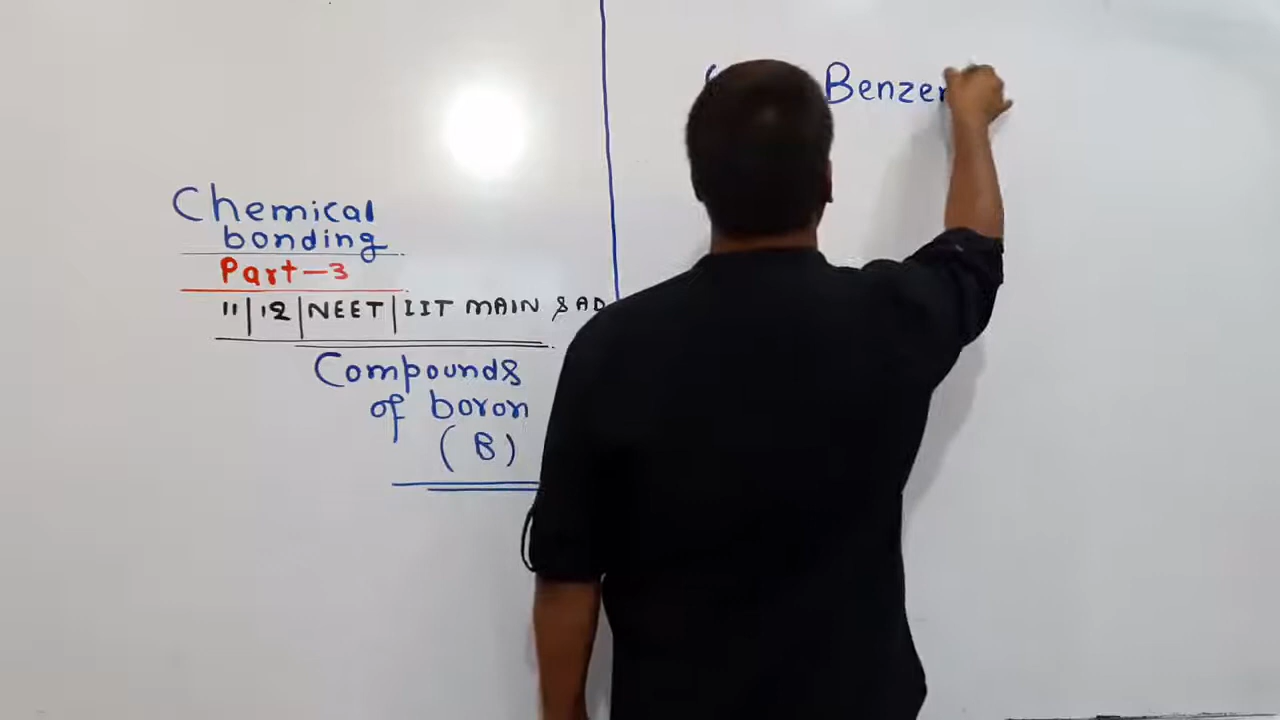 Chemical
bonding
Part-3
11|12|NEET|IIT MAIN & AD
Compounds
of boron
(B)
Benzen